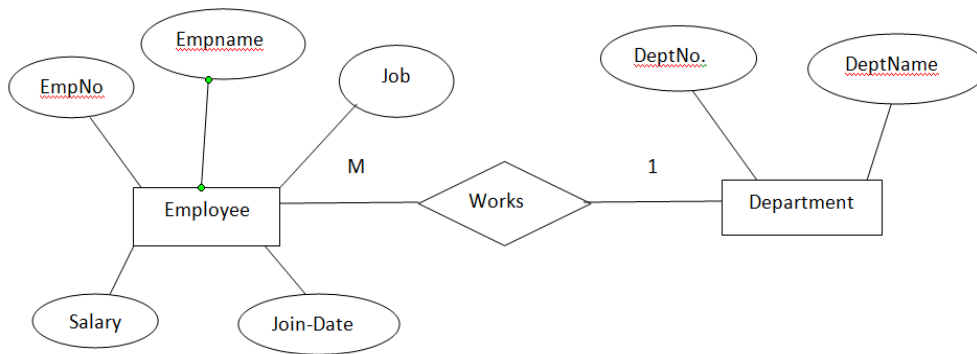 Empname
EmpNo
Job
DeptNo.
DeptName
M
1
Employee
Works
Department
Salary
Join-Date